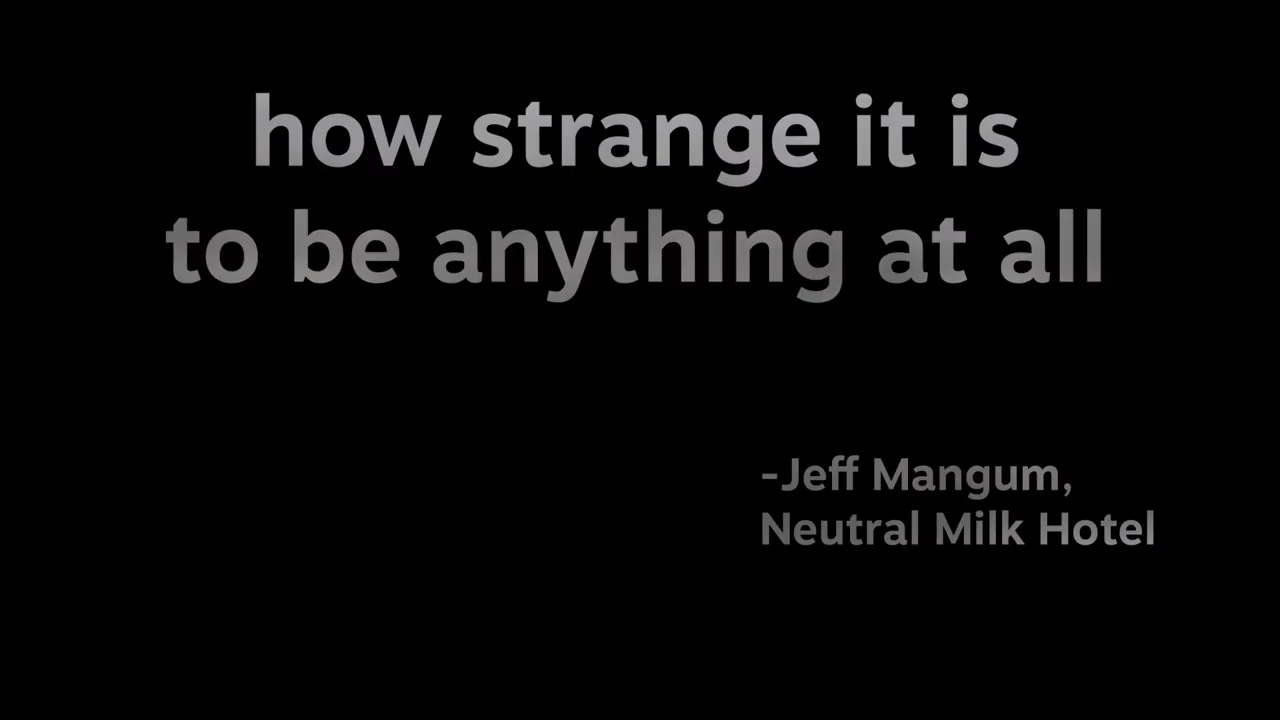 how strange it is
to be anything at all
-Jeff Mangum,
Neutral Milk Hotel